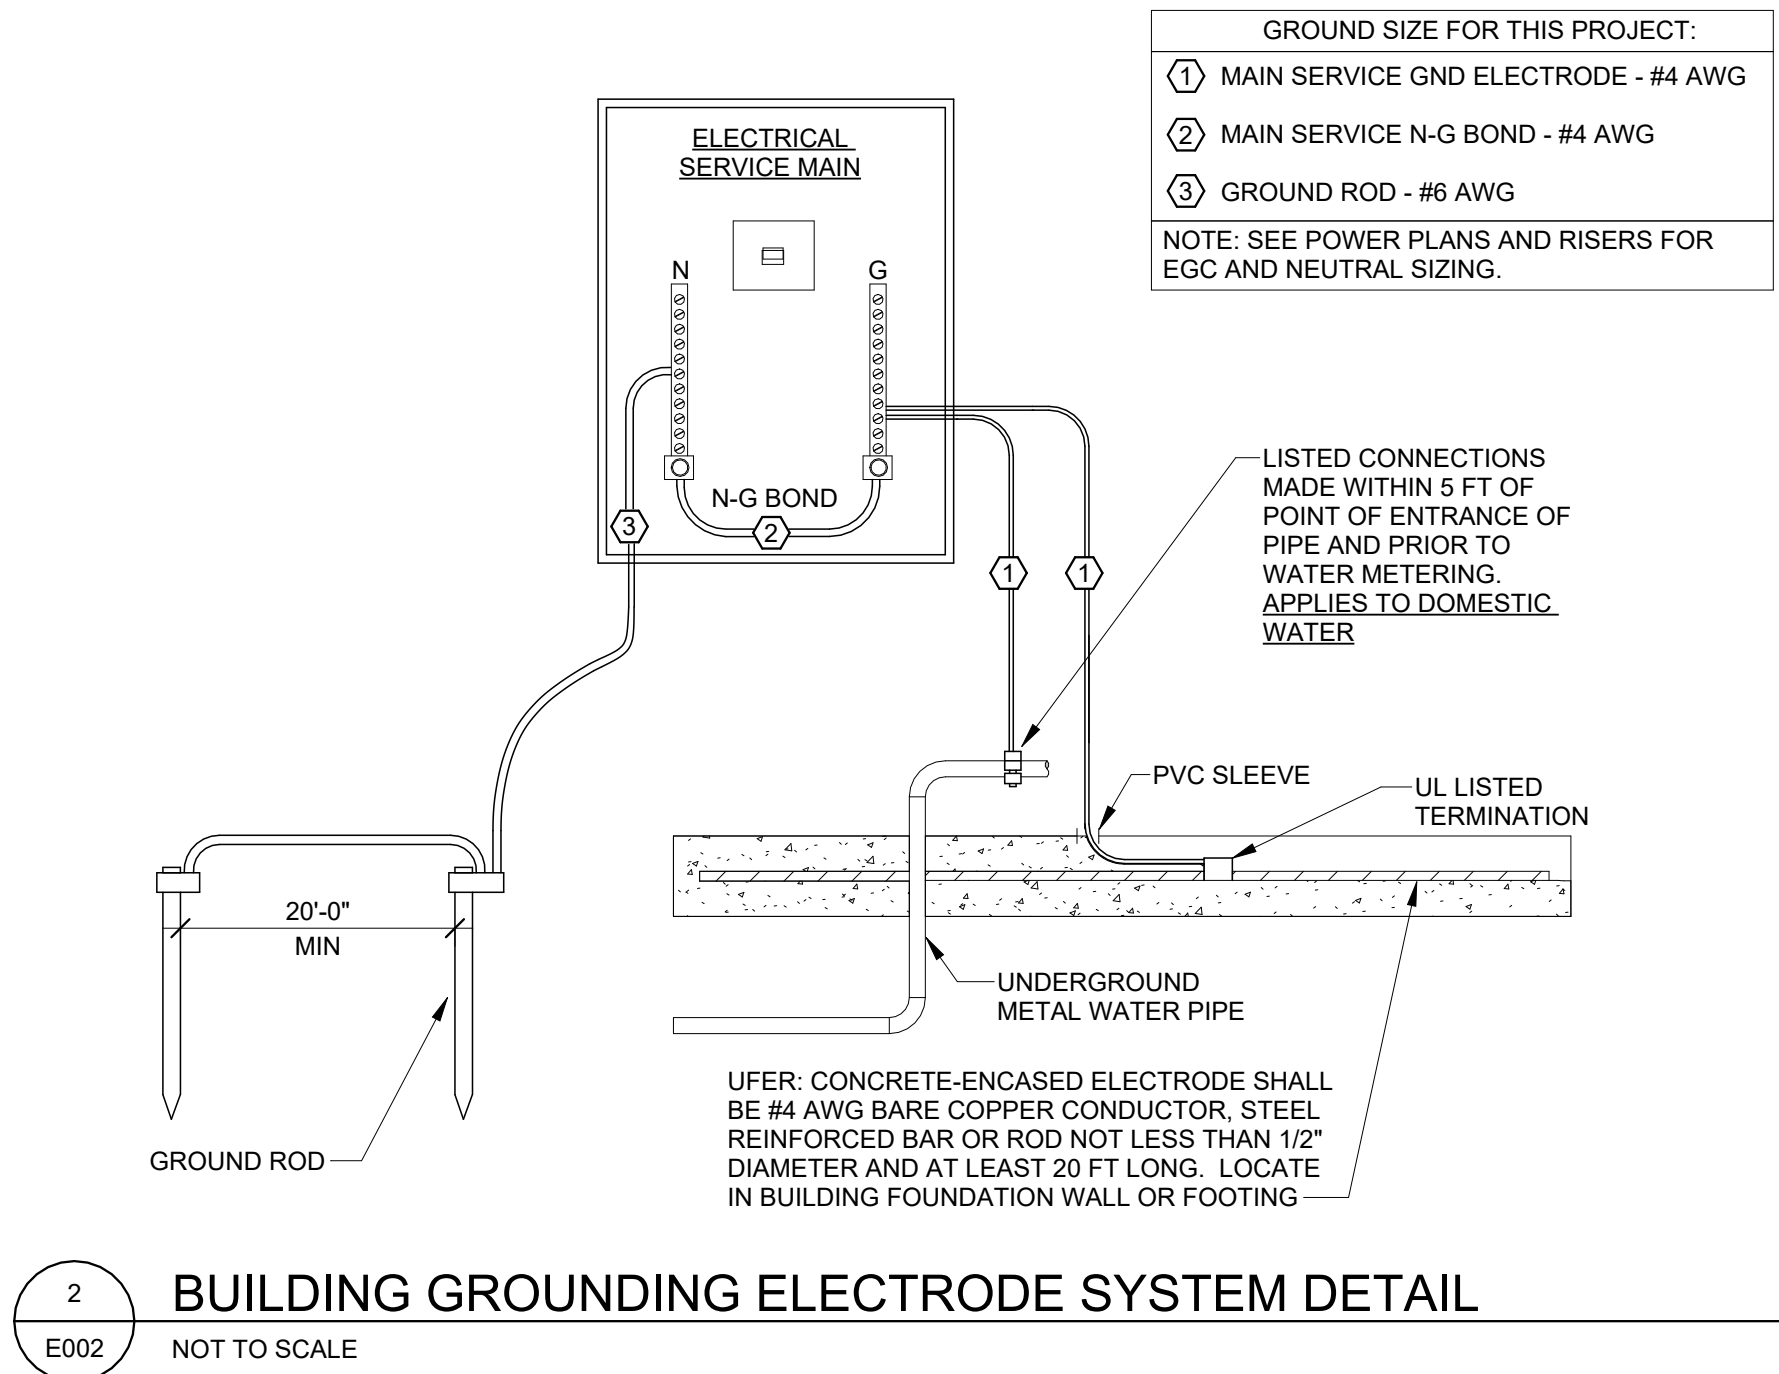 GROUND SIZE FOR THIS PROJECT:
1 MAIN SERVICE GND ELECTRODE - #4 AWG
2 MAIN SERVICE N-G BOND - #4 AWG
3 GROUND ROD - #6 AWG
NOTE: SEE POWER PLANS AND RISERS FOR
EGC AND NEUTRAL SIZING.
ELECTRICAL
SERVICE MAIN
N
G
N-G BOND
3
2
1
1
LISTED CONNECTIONS
MADE WITHIN 5 FT OF
POINT OF ENTRANCE OF
PIPE AND PRIOR TO
WATER METERING.
APPLIES TO DOMESTIC
WATER
PVC SLEEVE
UL LISTED
TERMINATION
20'-0"
MIN
UNDERGROUND
METAL WATER PIPE
GROUND ROD
UFER: CONCRETE-ENCASED ELECTRODE SHALL
BE #4 AWG BARE COPPER CONDUCTOR, STEEL
REINFORCED BAR OR ROD NOT LESS THAN 1/2"
DIAMETER AND AT LEAST 20 FT LONG. LOCATE
IN BUILDING FOUNDATION WALL OR FOOTING
2
E002
BUILDING GROUNDING ELECTRODE SYSTEM DETAIL
NOT TO SCALE